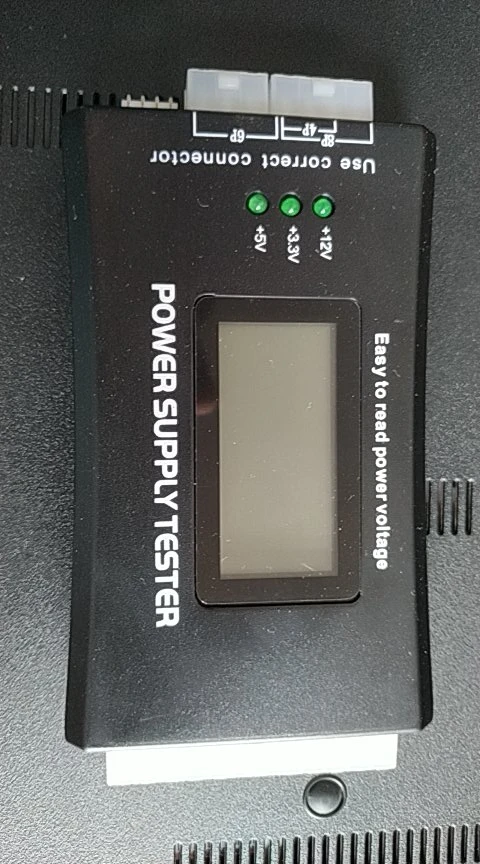 6P
8P
4P
Use correct connector
+5V
+3.3V
+12V
Easy to read power voltage
POWER SUPPLY TESTER